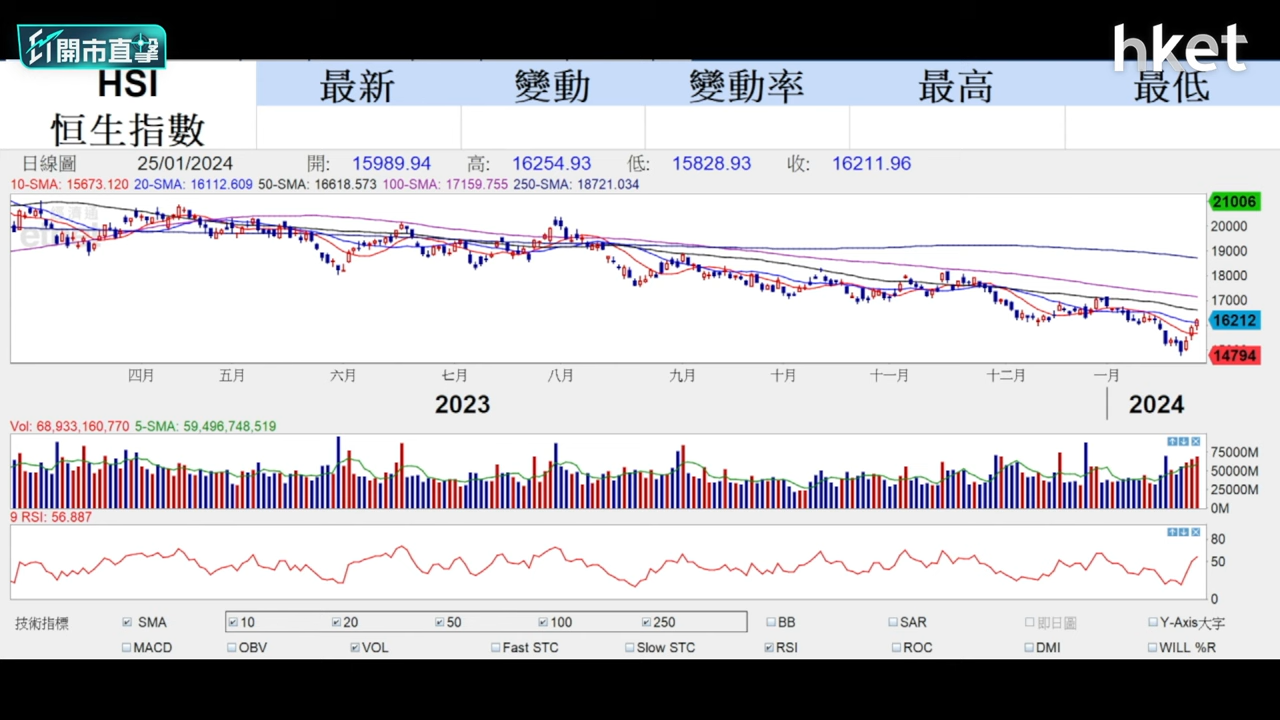 開市直擊
hket
HSI 最新 變動 變動率 最高 最低
恒生指數
日線圖 25/01/2024 開: 15989.94 高: 16254.93 低: 15828.93 收: 16211.96
10-SMA: 15673.120 20-SMA: 16112.609 50-SMA: 16618.573 100-SMA: 17159.755 250-SMA: 18721.034
21006
20000
19000
18000
17000
16212
14794
四月 五月 六月 七月 八月 九月 十月 十一月 十二月 一月
2023 2024
Vol: 68,933,160,770 5-SMA: 59,496,748,519
75000M
50000M
25000M
0M
9 RSI: 56.887
80
50
0
技術指標 SMA 10 20 50 100 250 BB SAR 即日圖 Y-Axis大字
MACD OBV VOL Fast STC Slow STC RSI ROC DMI WILL %R